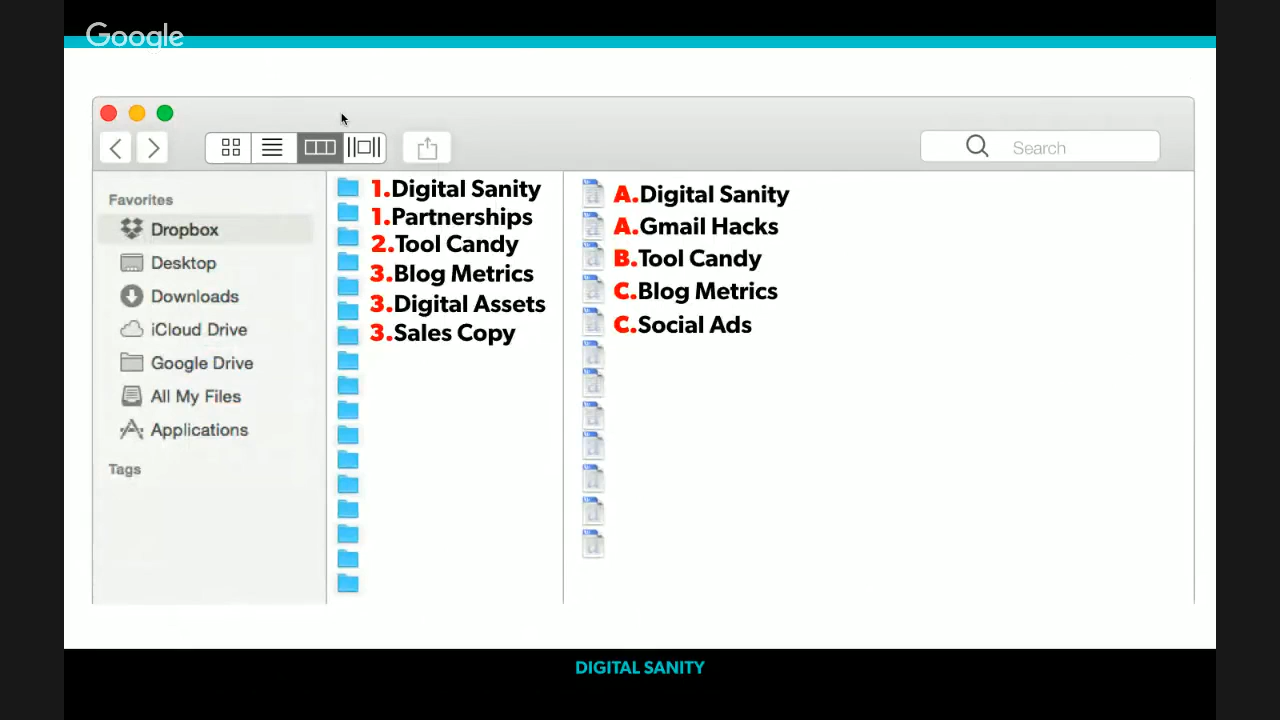 Google
Search
Favorites
Dropbox
Desktop
Downloads
iCloud Drive
Google Drive
All My Files
Applications
Tags
1.Digital Sanity
1.Partnerships
2.Tool Candy
3.Blog Metrics
3.Digital Assets
3.Sales Copy
A.Digital Sanity
A.Gmail Hacks
B.Tool Candy
C.Blog Metrics
C.Social Ads
DIGITAL SANITY